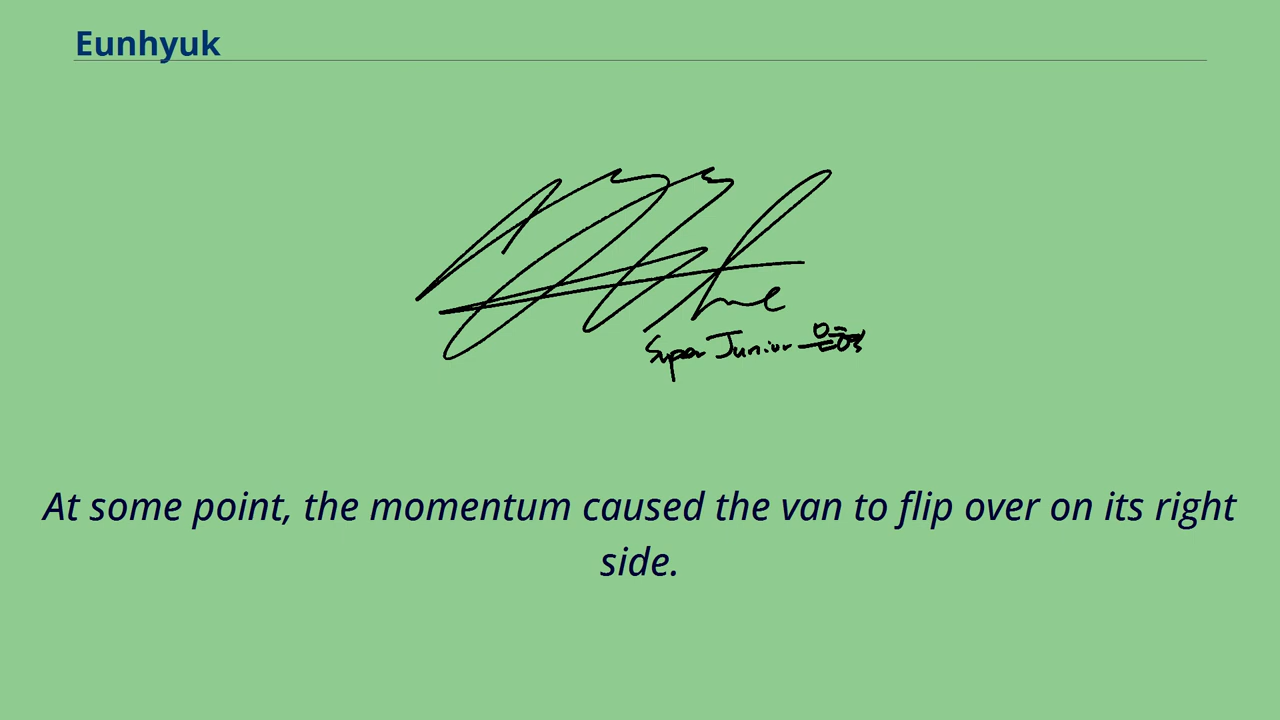 Eunhyuk
Super Junior 은혁
At some point, the momentum caused the van to flip over on its right
side.